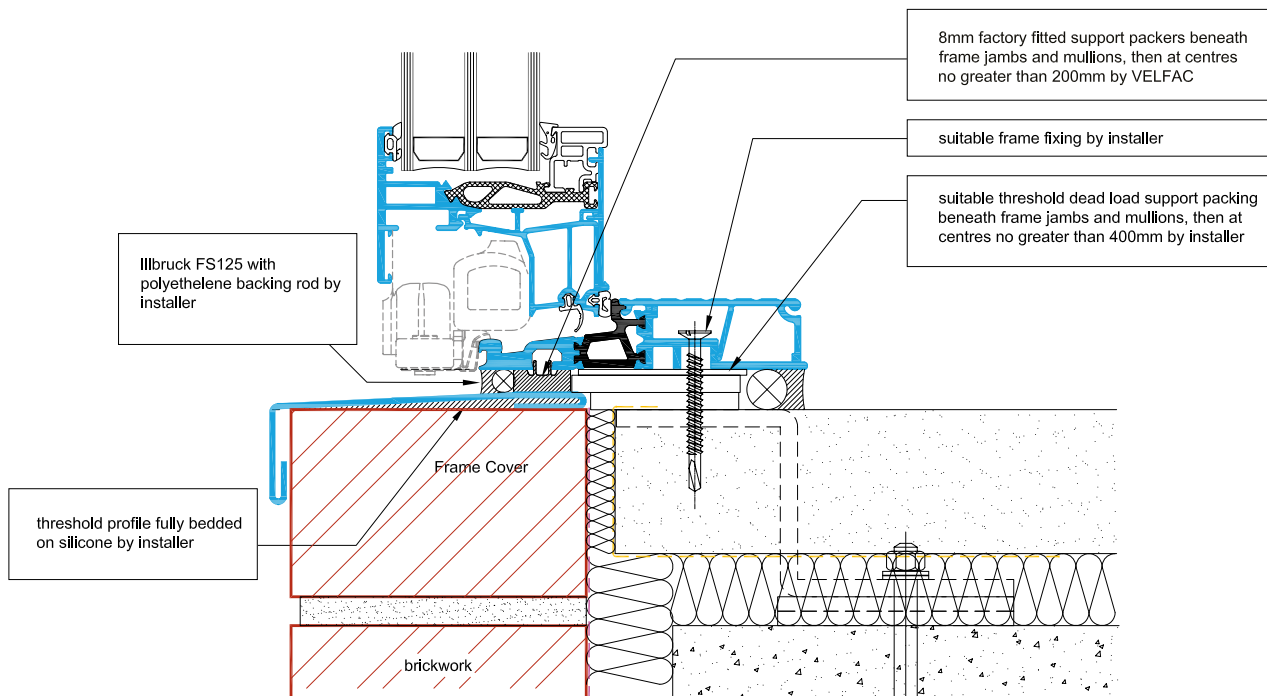 8mm factory fitted support packers beneath
frame jambs and mullions, then at centres
no greater than 200mm by VELFAC
suitable frame fixing by installer
suitable threshold dead load support packing
beneath frame jambs and mullions, then at
centres no greater than 400mm by installer
Illbruck FS125 with
polyethelene backing rod by
installer
Frame Cover
threshold profile fully bedded
on silicone by installer
brickwork